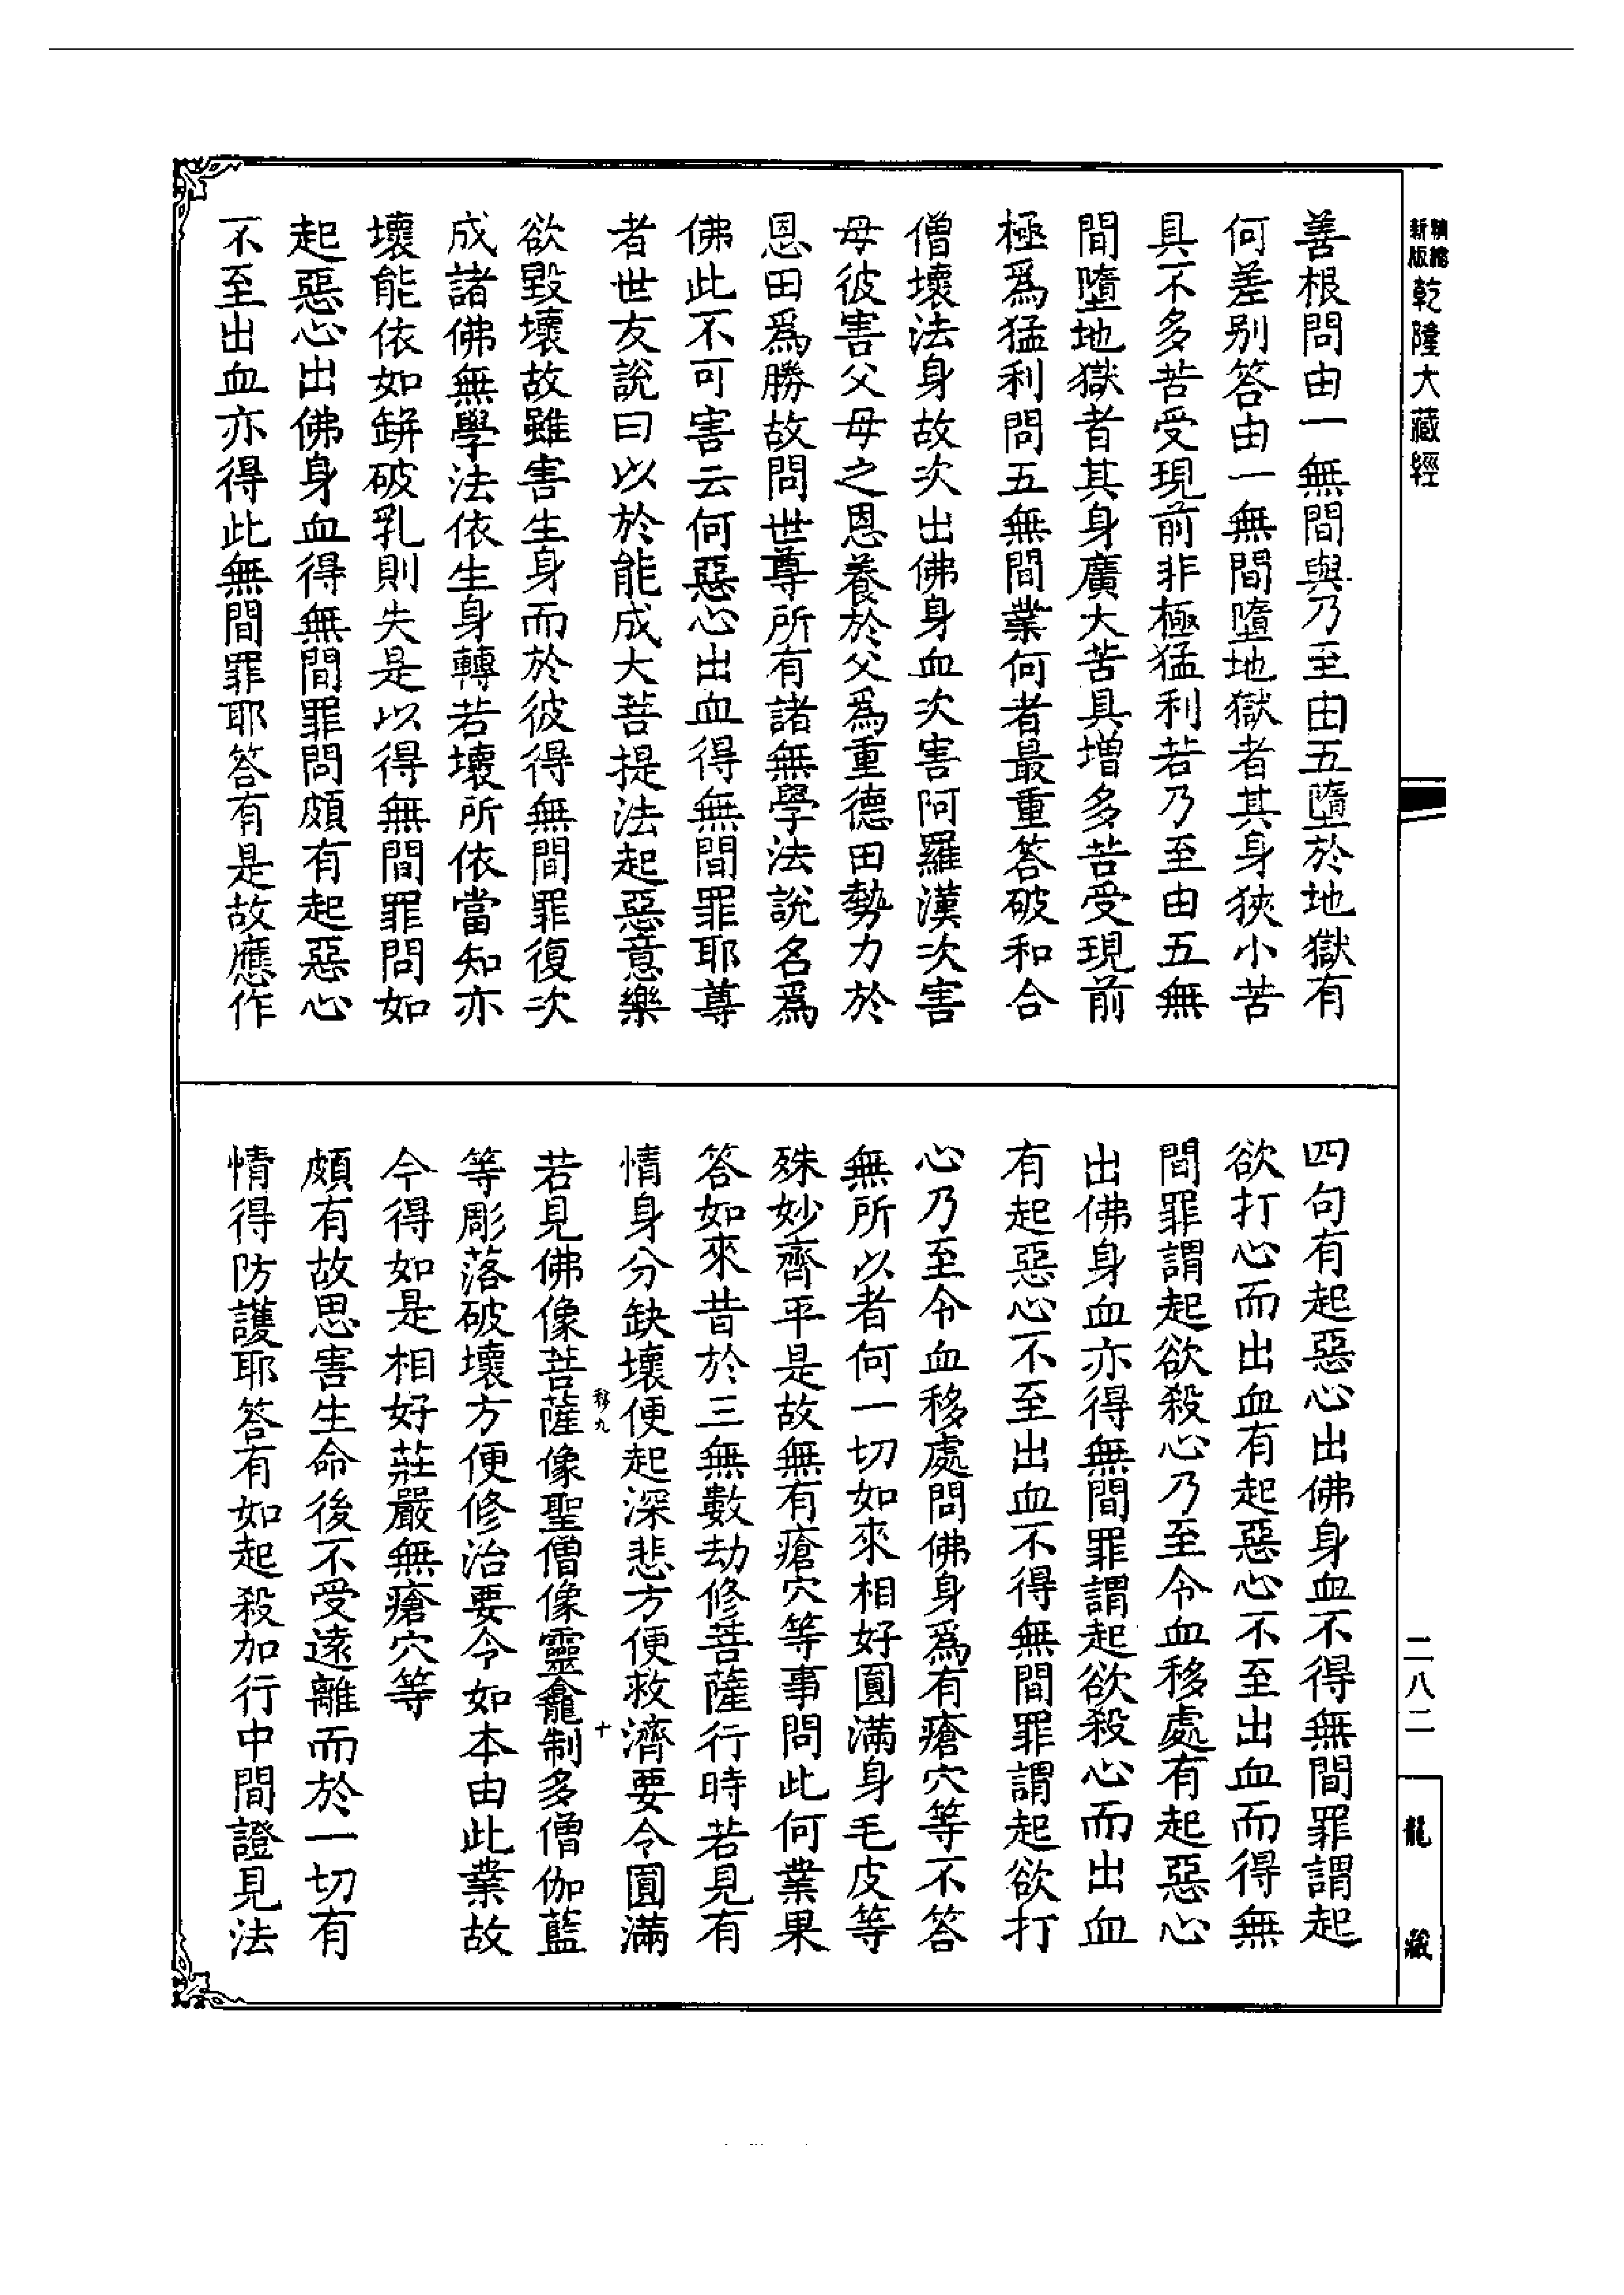 精縮
新版
乾隆大藏經
善根問由一無間與乃至由五墮於地獄有
何差别答由一無間墮地獄者其身狹小苦
具不多苦受現前非極猛利若乃至由五無
間墮地獄者其身廣大苦具增多苦受現前
極爲猛利問五無間業何者最重答破和合
僧壞法身故次出佛身血次害阿羅漢次害
母彼害父母之恩養於父爲重德田勢力於
恩田爲勝故問世尊所有諸無學法說名爲
佛此不可害云何惡心出血得無間罪耶尊
者世友說曰以於能成大菩提法起惡意樂
欲毀壞故雖害生身而於彼得無間罪復次
成諸佛無學法依生身轉若壞所依當知亦
壞能依如缾破乳則失是以得無間罪問如
起惡心出佛身血得無間罪問頗有起惡心
不至出血亦得此無間罪耶答有是故應作
四句有起惡心出佛身血不得無間罪謂起
欲打心而出血有起惡心不至出血而得無
間罪謂起欲殺心乃至令血移處有起惡心
出佛身血亦得無間罪謂起欲殺心而出血
有起惡心不至出血不得無間罪謂起欲打
心乃至令血移處問佛身爲有瘡穴等不答
無所以者何一切如來相好圓滿身毛皮等
殊妙齊平是故無有瘡穴等事問此何業果
答如來昔於三無數劫修菩薩行時若見有
情身分缺壞便起深悲方便救濟要令圓滿
移九
十
若見佛像菩薩像聖僧像靈龕制多僧伽藍
等彫落破壞方便修治要令如本由此業故
今得如是相好莊嚴無瘡穴等
頗有故思害生命後不受遠離而於一切有
情得防護耶答有如起殺加行中間證見法
二八二
龍藏